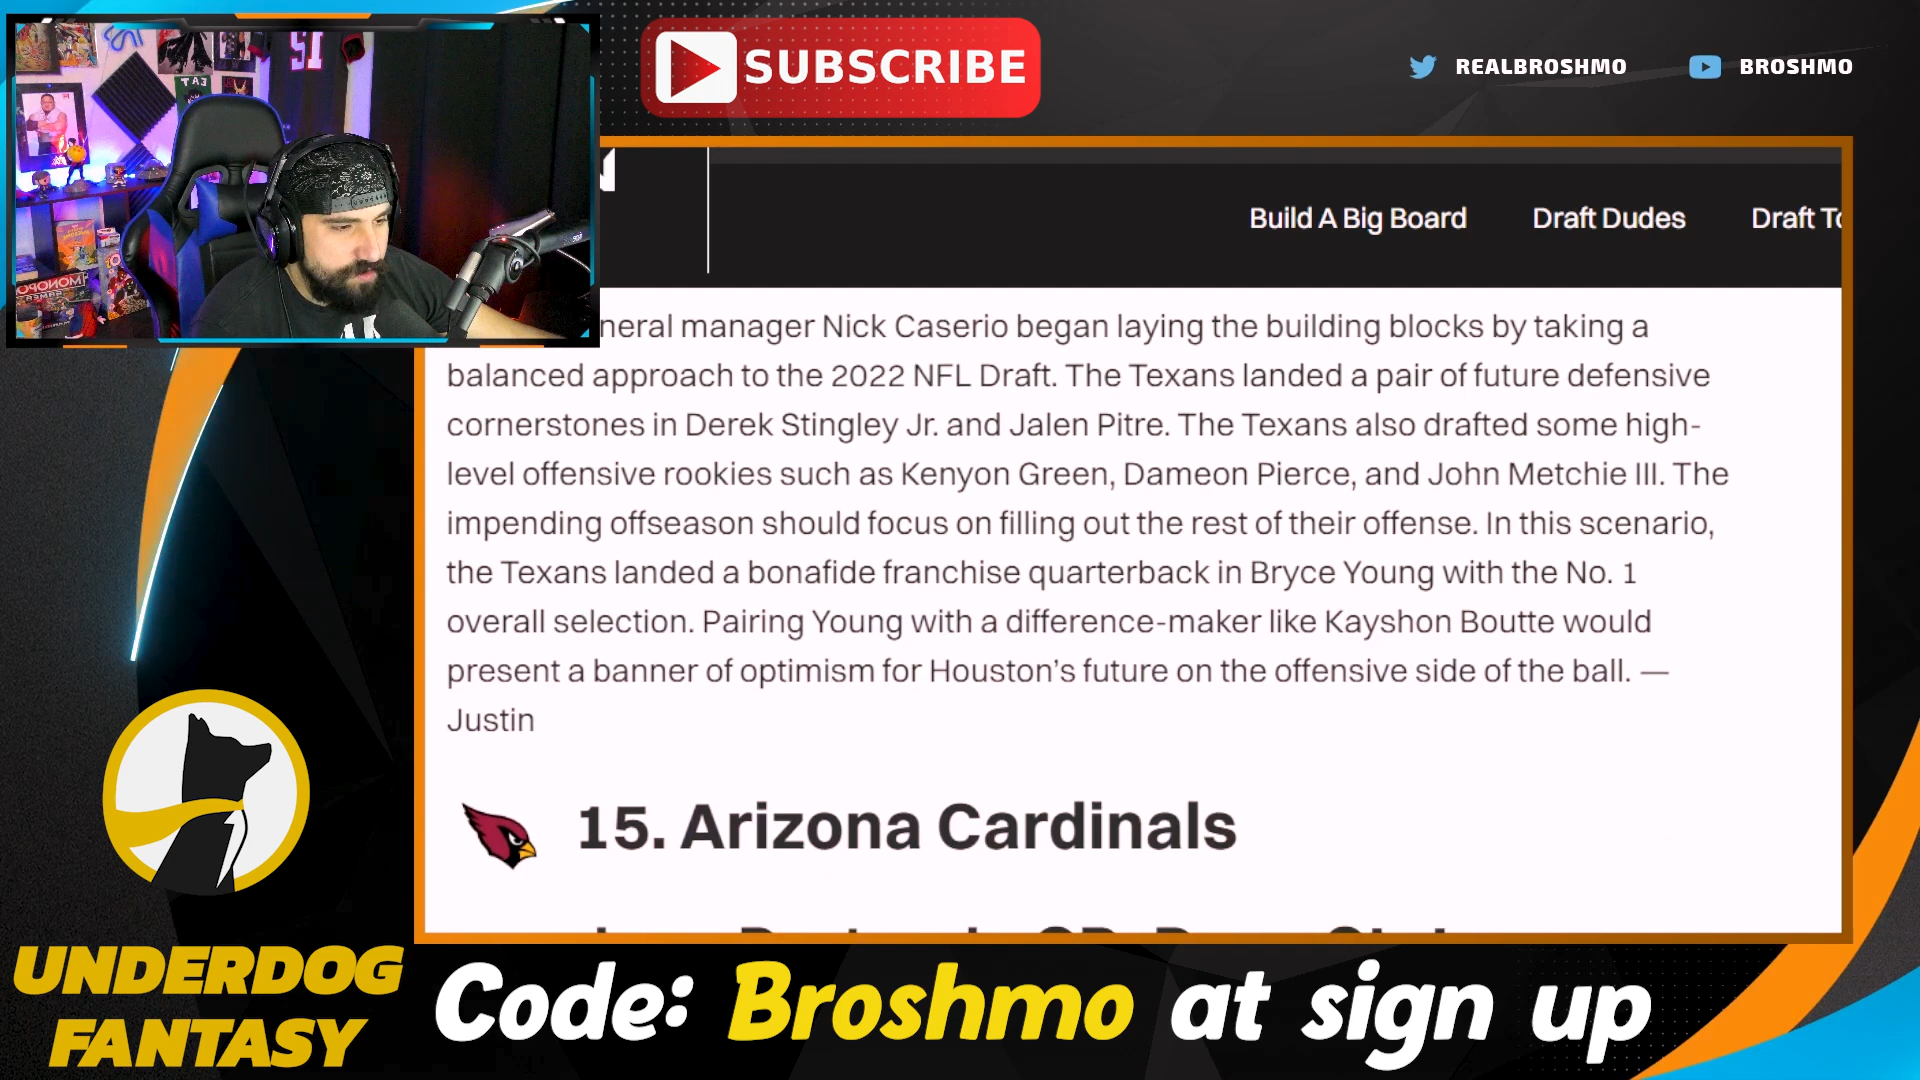 SUBSCRIBE
REALBROSHMO
BROSHMO
Build A Big Board
Draft Dudes
neral manager Nick Caserio began laying the building blocks by taking a
balanced approach to the 2022 NFL Draft. The Texans landed a pair of future defensive
cornerstones in Derek Stingley Jr. and Jalen Pitre. The Texans also drafted some high-
level offensive rookies such as Kenyon Green, Dameon Pierce, and John Metchie III. The
impending offseason should focus on filling out the rest of their offense. In this scenario,
the Texans landed a bonafide franchise quarterback in Bryce Young with the No. 1
overall selection. Pairing Young with a difference-maker like Kayshon Boutte would
present a banner of optimism for Houston’s future on the offensive side of the ball. —
Justin
15. Arizona Cardinals
UNDERDOG
FANTASY
Code: Broshmo at sign up
MONOPOLY